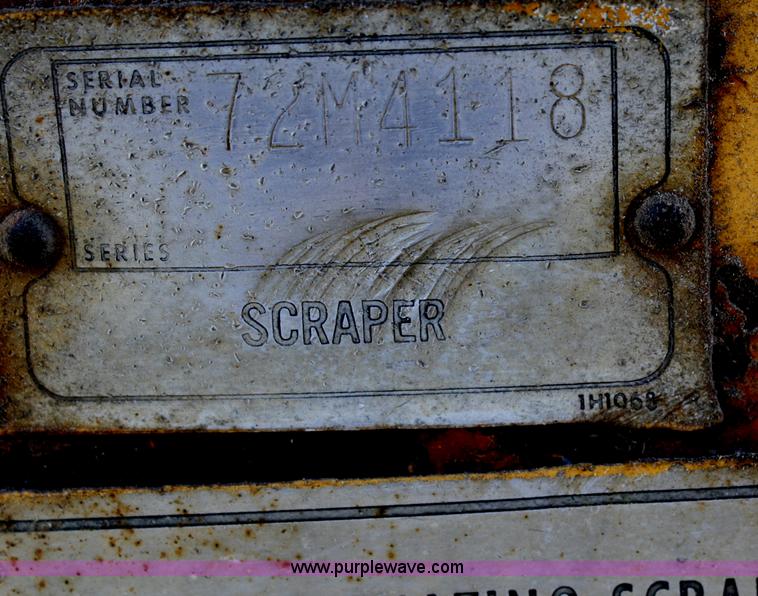 SERIAL
NUMBER
72M4118
SERIES
SCRAPER
1H1068
www.purplewave.com